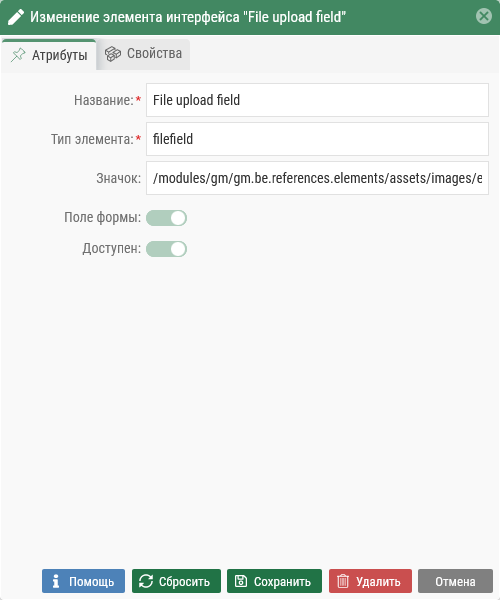 Изменение элемента интерфейса "File upload field"
Атрибуты Свойства
Название:* File upload field
Тип элемента:* filefield
Значок: /modules/gm/gm.be.references.elements/assets/images/e
Поле формы:
Доступен:
Помощь Сбросить Сохранить Удалить Отмена